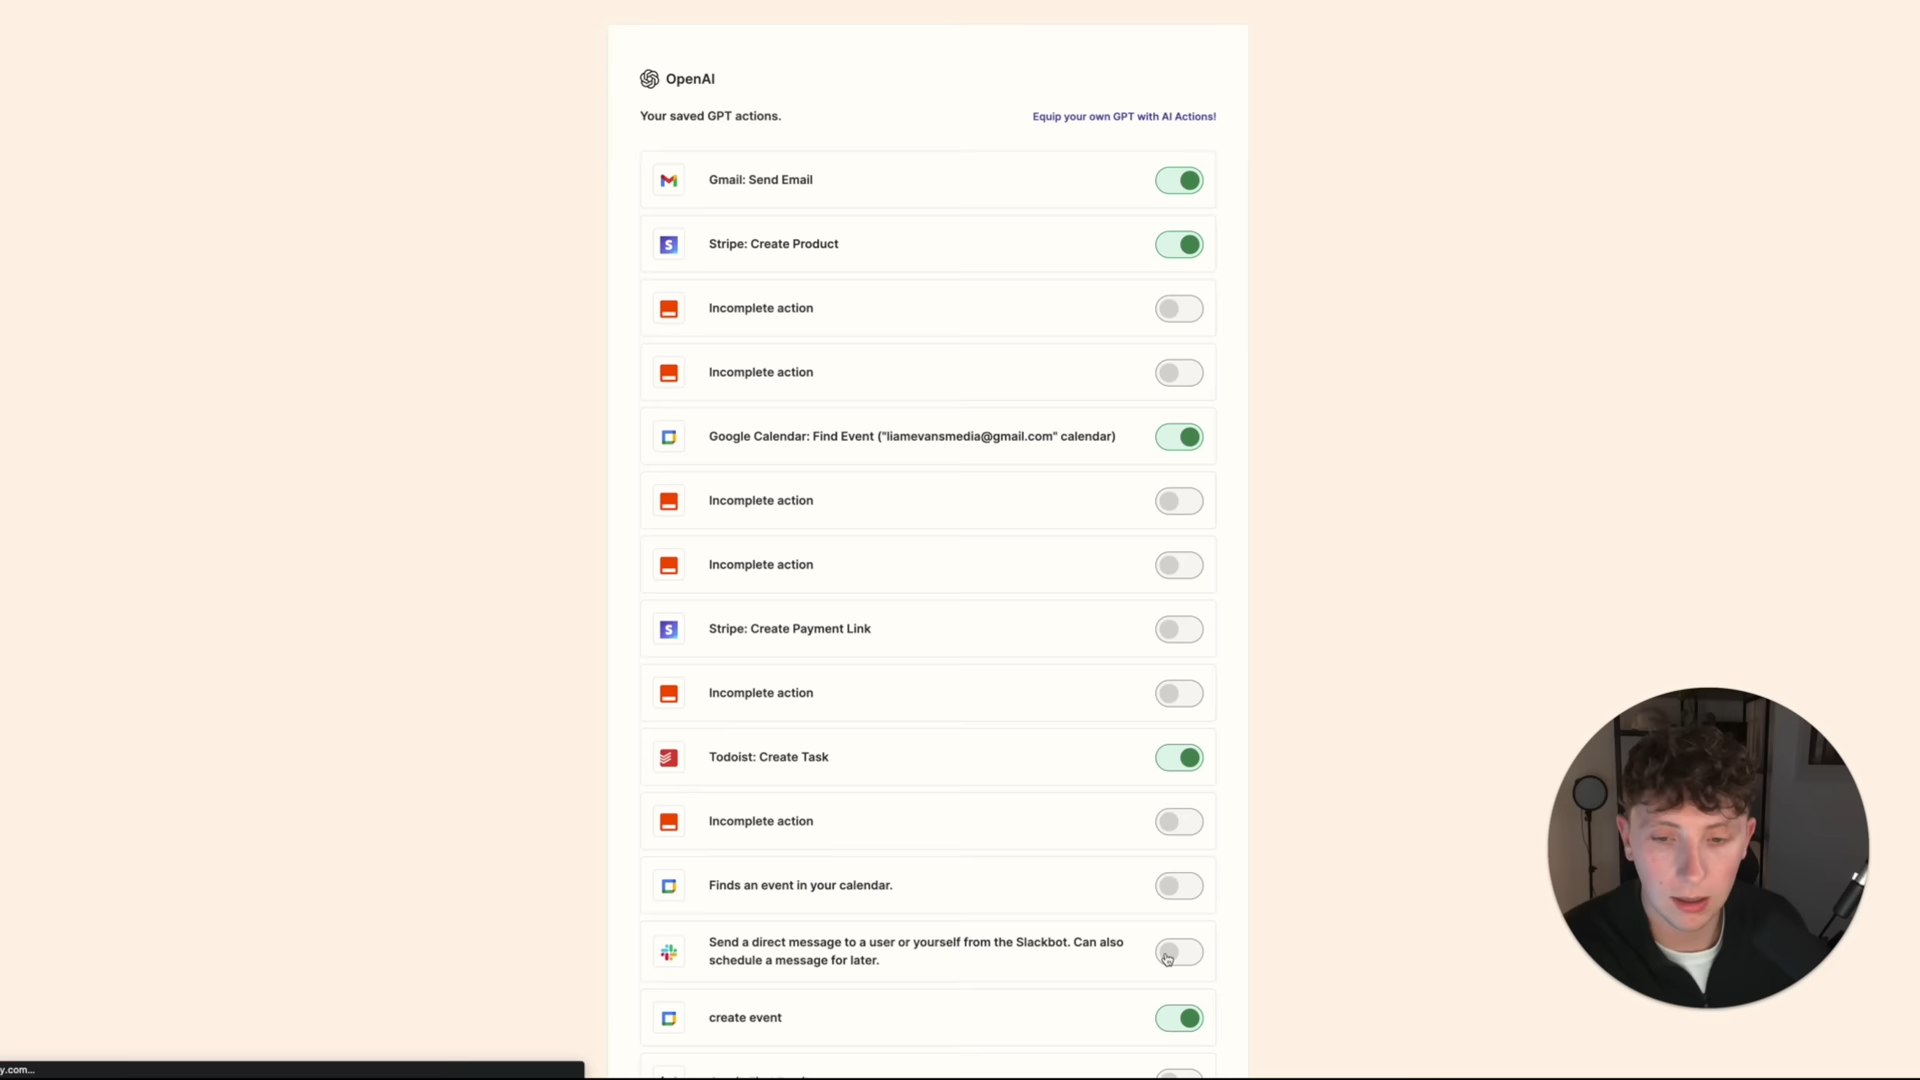 OpenAI
Your saved GPT actions.
Equip your own GPT with AI Actions!
Gmail: Send Email
Stripe: Create Product
Incomplete action
Incomplete action
Google Calendar: Find Event ("liamevansmedia@gmail.com" calendar)
Incomplete action
Incomplete action
Stripe: Create Payment Link
Incomplete action
Todoist: Create Task
Incomplete action
Finds an event in your calendar.
Send a direct message to a user or yourself from the Slackbot. Can also
schedule a message for later.
create event
y.com...